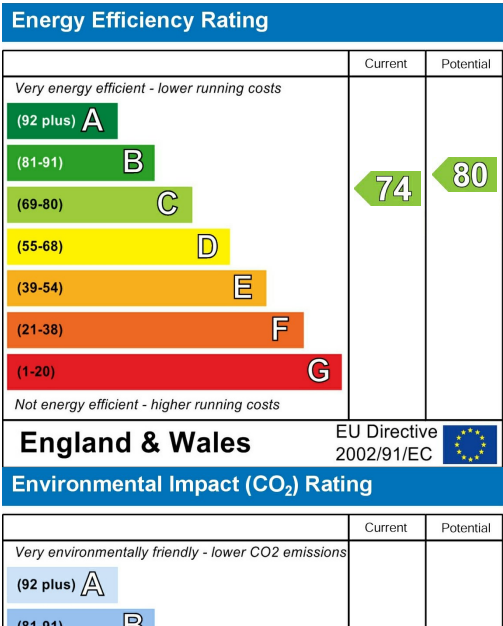 Energy Efficiency Rating
Current Potential
Very energy efficient - lower running costs
(92 plus) A
(81-91) B
(69-80) C
(55-68) D
(39-54) E
(21-38) F
(1-20) G
74
80
Not energy efficient - higher running costs
England & Wales
EU Directive
2002/91/EC
Environmental Impact (CO₂) Rating
Current Potential
Very environmentally friendly - lower CO2 emissions
(92 plus) A
(81-91) B